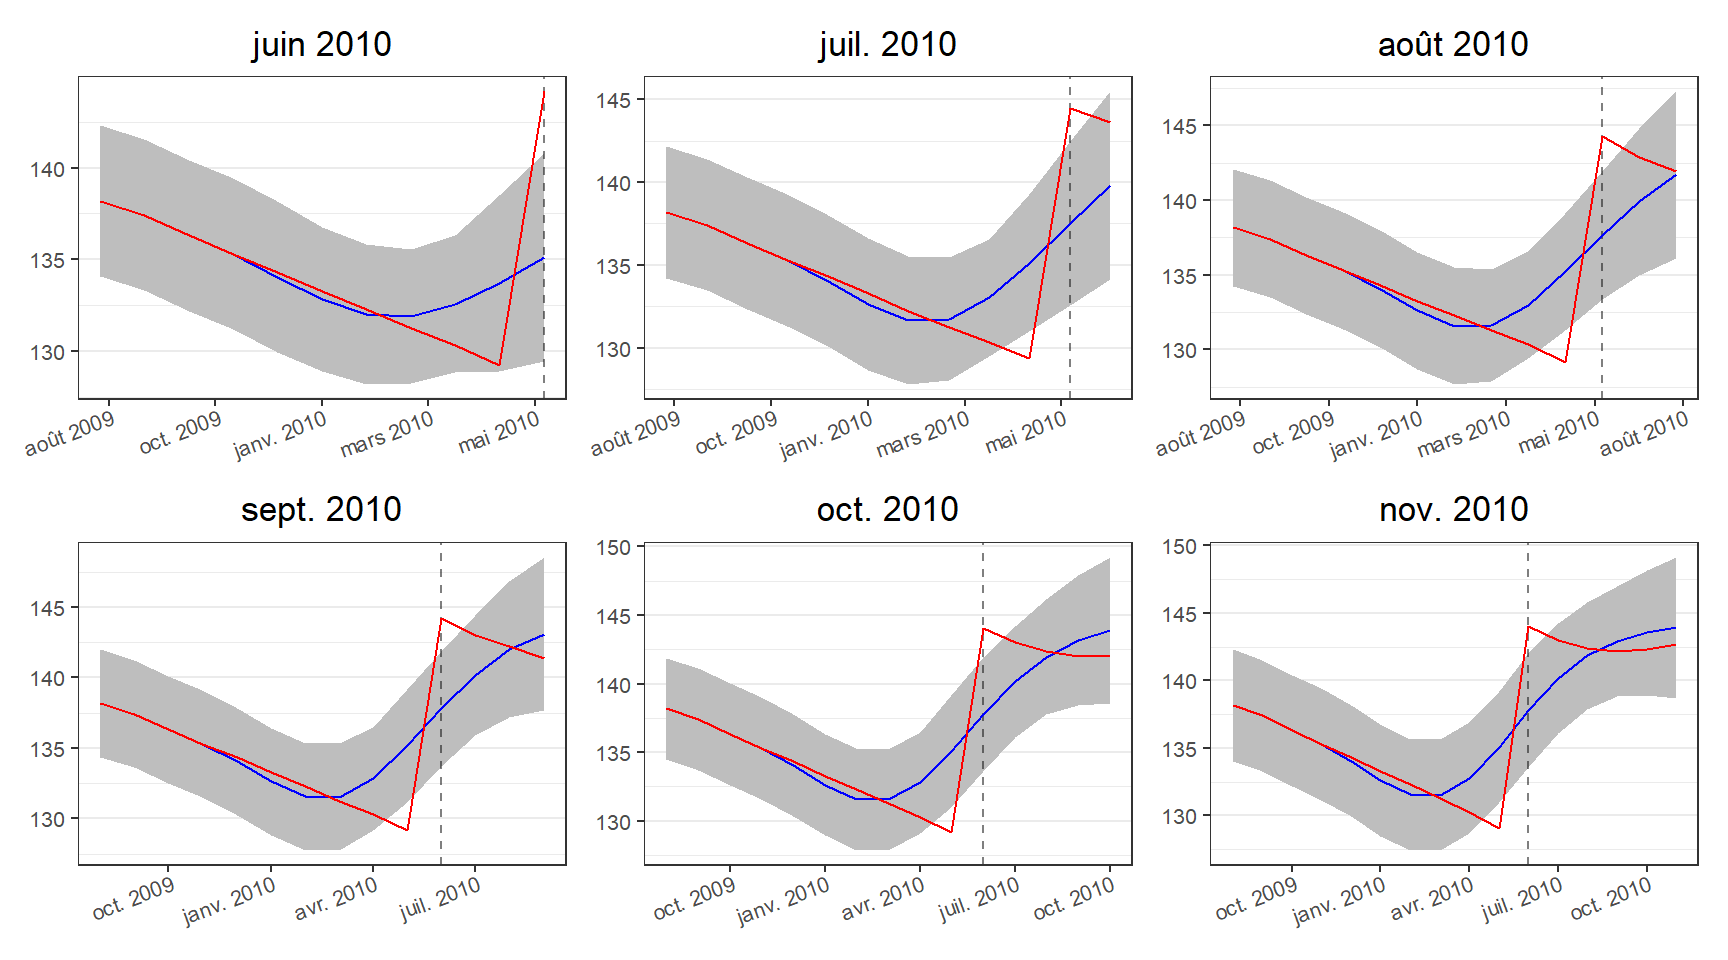 juin 2010
juil. 2010
août 2010
140
135
130
août 2009
oct. 2009
janv. 2010
mars 2010
mai 2010
145
140
135
130
août 2009
oct. 2009
janv. 2010
mars 2010
mai 2010
145
140
135
130
août 2009
oct. 2009
janv. 2010
mars 2010
mai 2010
août 2010
sept. 2010
oct. 2010
nov. 2010
145
140
135
130
oct. 2009
janv. 2010
avr. 2010
juil. 2010
150
145
140
135
130
oct. 2009
janv. 2010
avr. 2010
juil. 2010
oct. 2010
150
145
140
135
130
oct. 2009
janv. 2010
avr. 2010
juil. 2010
oct. 2010